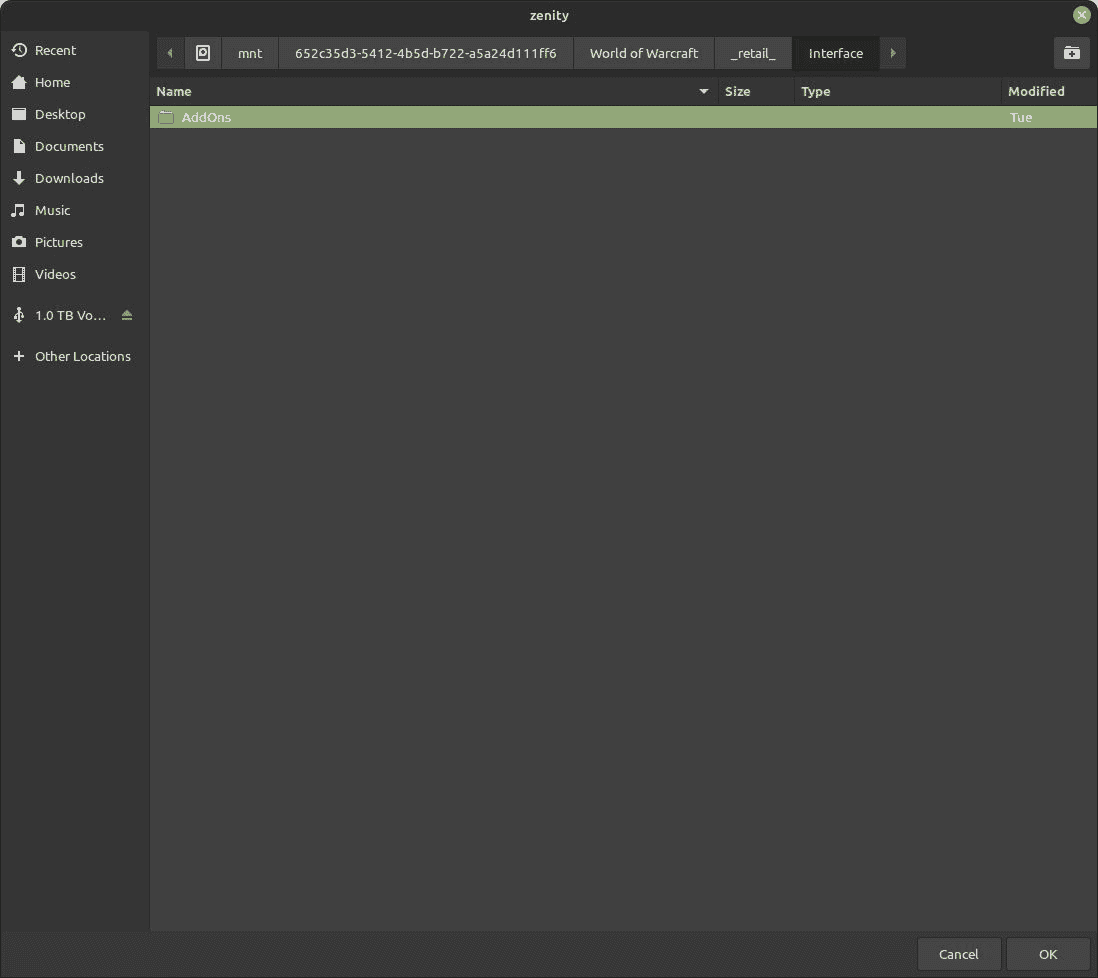 zenity
Recent
Home
Desktop
Documents
Downloads
Music
Pictures
Videos
1.0 TB Vo...
Other Locations
mnt 652c35d3-5412-4b5d-b722-a5a24d111ff6 World of Warcraft _retail_ Interface
Name Size Type Modified
AddOns Tue
Cancel OK